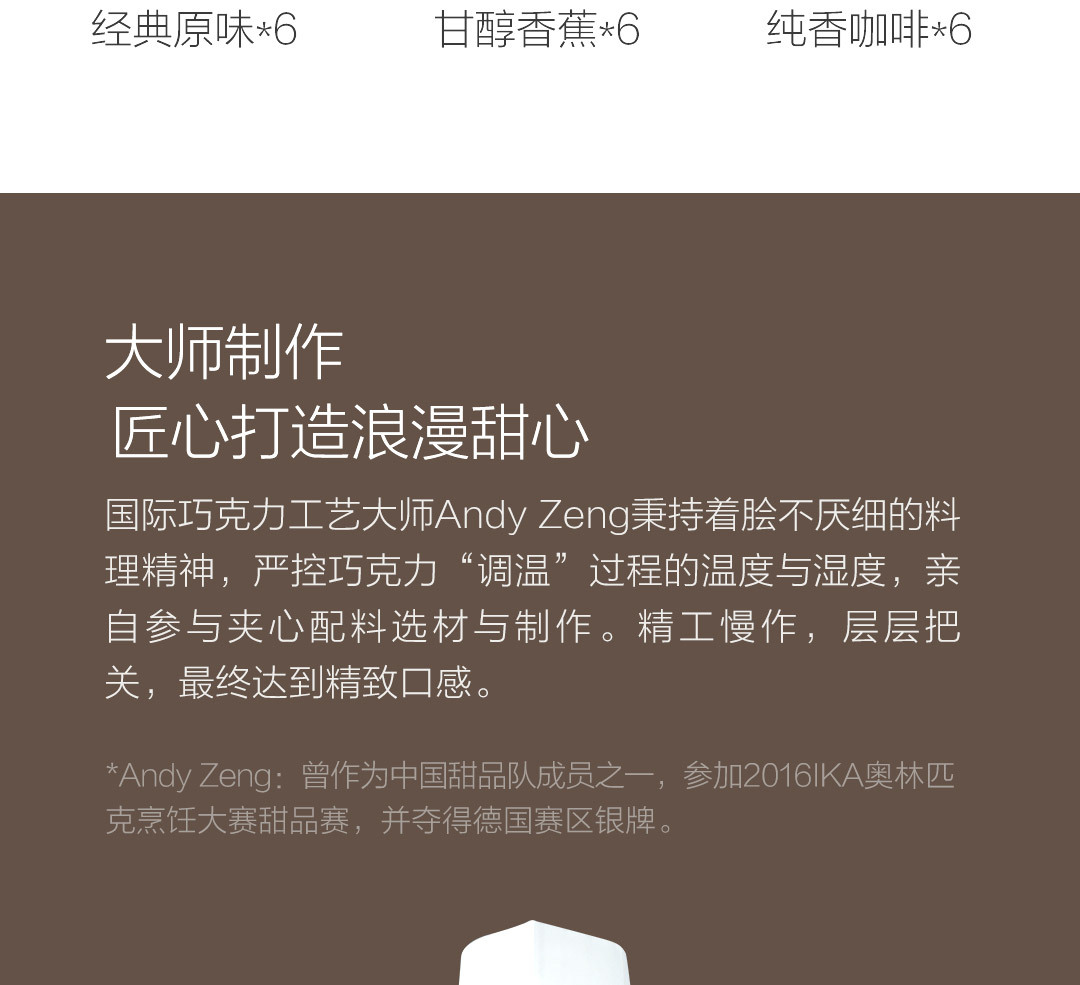 经典原味*6 甘醇香蕉*6 纯香咖啡*6
大师制作
匠心打造浪漫甜心
国际巧克力工艺大师Andy Zeng秉持着脍不厌细的料
理精神，严控巧克力“调温”过程的温度与湿度，亲
自参与夹心配料选材与制作。精工慢作，层层把
关，最终达到精致口感。
*Andy Zeng：曾作为中国甜品队成员之一，参加2016IKA奥林匹
克烹饪大赛甜品赛，并夺得德国赛区银牌。